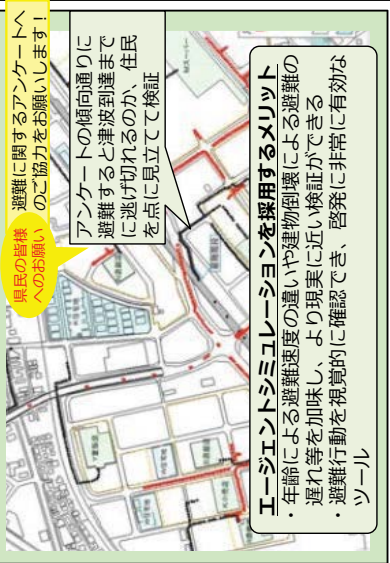 県民の皆様
へのお願い
避難に関するアンケートへ
のご協力をお願いします！
アンケートの傾向通りに
避難すると津波到達まで
に逃げ切れるのか、住民
を点に見立てて検証
エージェントシミュレーションを採用するメリット
・年齢による避難速度の違いや建物倒壊による避難の
遅れ等を加味し、より現実に近い検証ができる
・避難行動を視覚的に確認でき、啓発に非常に有効な
ツール